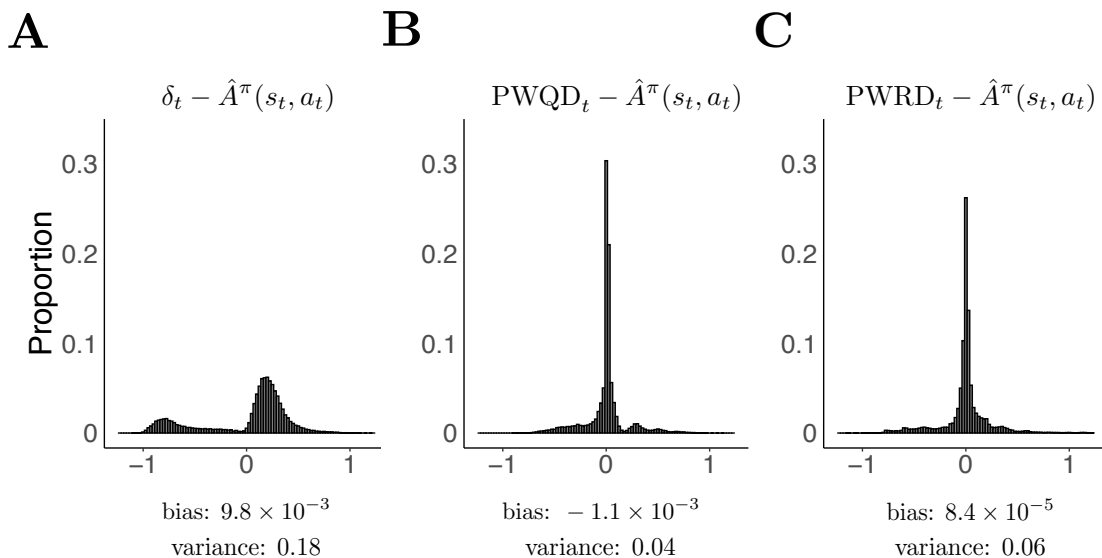 A B C
δ_t − Â^π(s_t, a_t) PWQD_t − Â^π(s_t, a_t) PWRD_t − Â^π(s_t, a_t)
Proportion
0.3 0.3 0.3
0.2 0.2 0.2
0.1 0.1 0.1
0 0 0
−1 0 1 −1 0 1 −1 0 1
bias: 9.8 × 10^−3 bias: − 1.1 × 10^−3 bias: 8.4 × 10^−5
variance: 0.18 variance: 0.04 variance: 0.06